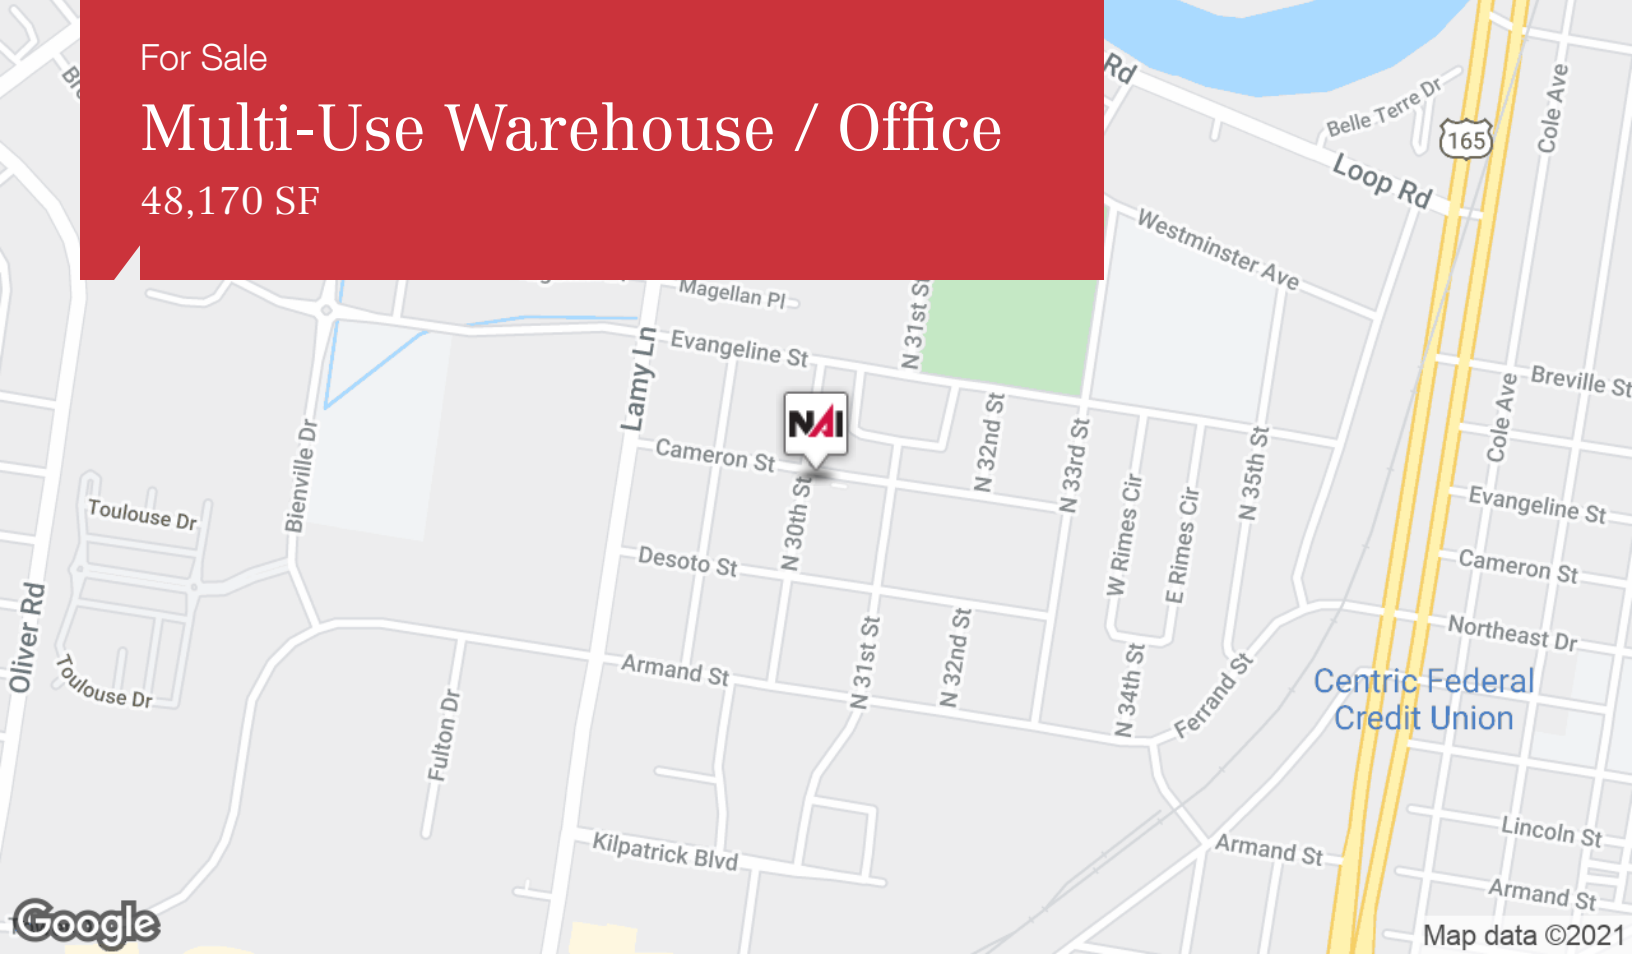 For Sale
Multi-Use Warehouse / Office
48,170 SF
Rd
Belle Terre Dr
Cole Ave
165
Loop Rd
Westminster Ave
Magellan Pl
N 31st St
Evangeline St
Lamy Ln
Breville St
Cole Ave
NAI
N 32nd St
N 33rd St
N 35th St
Bienville Dr
Cameron St
W Rimes Cir
E Rimes Cir
Evangeline St
Toulouse Dr
N 30th St
Desoto St
Cameron St
Oliver Rd
Northeast Dr
Toulouse Dr
Armand St
N 31st St
N 32nd St
N 34th St
Ferrand St
Centric Federal
Credit Union
Fulton Dr
Kilpatrick Blvd
Armand St
Lincoln St
Armand St
Google
Map data ©2021